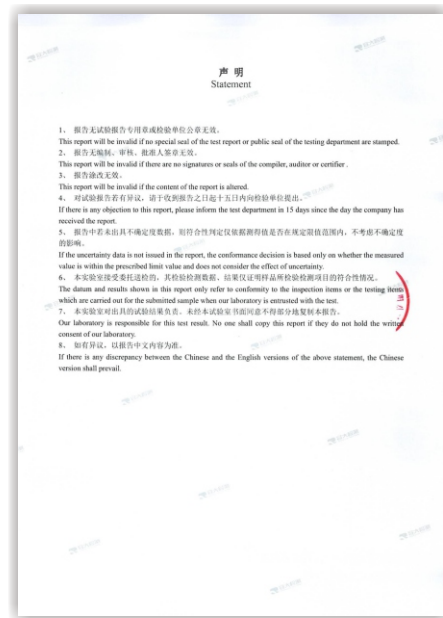 声 明
Statement
1、 报告无试验报告专用章或检验单位公章无效。
This report will be invalid if no special seal of the test report or public seal of the testing department are stamped.
2、 报告无编制、审核、批准人签章无效。
This report will be invalid if there are no signatures or seals of the compiler, auditor or certifier .
3、 报告涂改无效。
This report will be invalid if the content of the report is altered.
4、 对试验报告若有异议，请于收到报告之日起十五日内向检验单位提出。
If there is any objection to this report, please inform the test department in 15 days since the day the company has
received the report.
5、 报告中若未出具不确定度数据，则符合性判定仅依据测得值是否在规定限值范围内，不考虑不确定度
的影响。
If the uncertainty data is not issued in the report, the conformance decision is based only on whether the measured
value is within the prescribed limit value and does not consider the effect of uncertainty.
6、 本实验室接受委托送检的，其检验检测数据、结果仅证明样品所检验检测项目的符合性情况。
The datum and results shown in this report only refer to conformity to the inspection items or the testing items
which are carried out for the submitted sample when our laboratory is entrusted with the test.
7、 本实验室对出具的试验结果负责。未经本试验室书面同意不得部分地复制本报告。
Our laboratory is responsible for this test result. No one shall copy this report if they do not hold the written
consent of our laboratory.
8、 如有异议，以报告中文内容为准。
If there is any discrepancy between the Chinese and the English versions of the above statement, the Chinese
version shall prevail.